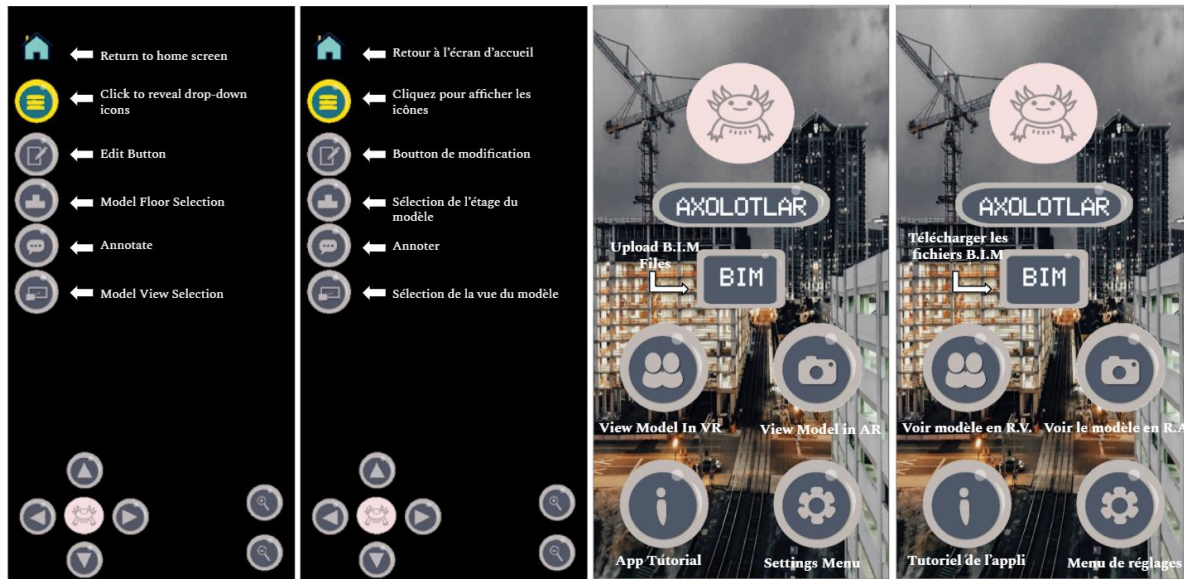 Return to home screen
Click to reveal drop-down
icons
Edit Button
Model Floor Selection
Annotate
Model View Selection
Retour à l'écran d'accueil
Cliquez pour afficher les
icônes
Boutton de modification
Sélection de l'étage du
modèle
Annoter
Sélection de la vue du modèle
AXOLOTLAR
Upload B.I.M
Files
BIM
View Model In VR
View Model in AR
App Tutorial
Settings Menu
AXOLOTLAR
Télécharger les
fichiers B.I.M
BIM
Voir modèle en R.V.
Voir le modèle en R.A
Tutoriel de l'appli
Menu de réglages